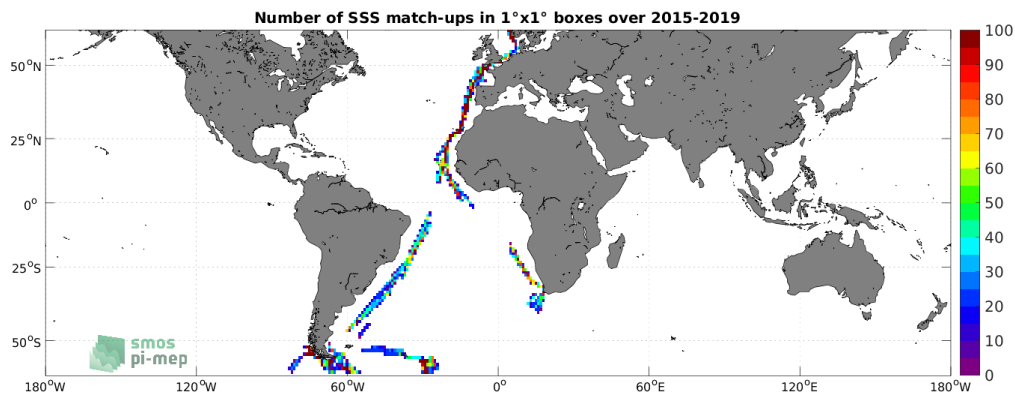 Number of SSS match-ups in 1°x1° boxes over 2015-2019
100
90
80
70
60
50
40
30
20
10
0
50°N
25°N
0°
25°S
50°S
smos
pi-mep
180°W 120°W 60°W 0° 60°E 120°E 180°W